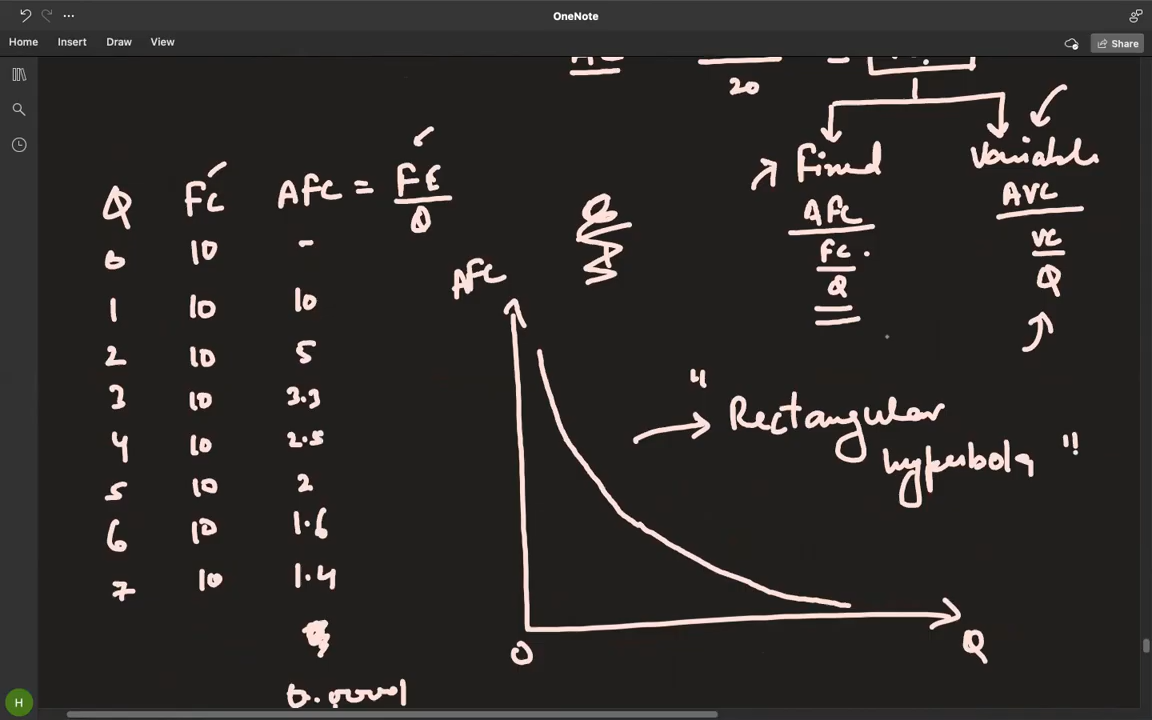 OneNote
Home Insert Draw View
Share
20
Fixed Variable
AFC AVC
FC VC
Q Q
Q FC AFC = FC
Q
0 10 -
1 10 10
2 10 5
3 10 3.3
4 10 2.5
5 10 2
6 10 1.6
7 10 1.4
AFC
"Rectangular
hyperbola"
O
Q
H